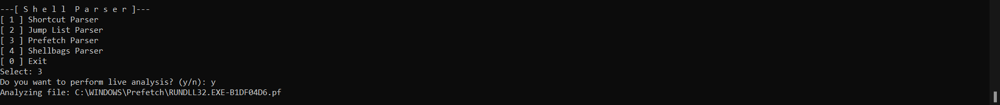 ---[ S h e l l  P a r s e r ]---
[ 1 ] Shortcut Parser
[ 2 ] Jump List Parser
[ 3 ] Prefetch Parser
[ 4 ] Shellbags Parser
[ 0 ] Exit
Select: 3
Do you want to perform live analysis? (y/n): y
Analyzing file: C:\WINDOWS\Prefetch\RUNDLL32.EXE-B1DF04D6.pf